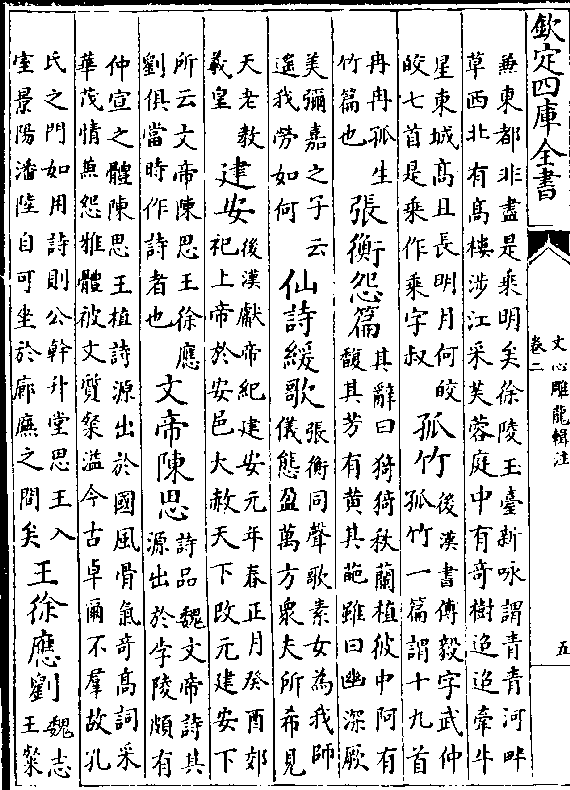 欽定四庫全書
文心雕龍輯注
卷二
五
兼東都非盡是乘明矣徐陵玉臺新咏謂青青河畔
草西北有高樓涉江采芙蓉庭中有奇樹迢迢牽牛
星東城高且長明月何皎
皎七首是乘作乘字叔
孤竹
後漢書傅毅字武仲
孤竹一篇謂十九首
冉冉孤生
竹篇也
張衡怨篇
其辭曰猗猗秋蘭植彼中阿有
馥其芳有黄其葩雖曰幽深厥
美彌嘉之子云
遥我勞如何
仙詩緩歌
張衡同聲歌素女為我師
儀態盈萬方衆夫所希見
天老教
羲皇
建安
後漢獻帝紀建安元年春正月癸酉郊
祀上帝於安邑大赦天下改元建安下
所云文帝陳思王徐應
劉俱當時作詩者也
文帝陳思
詩品魏文帝詩其
源出於李陵頗有
仲宣之體陳思王植詩源出於國風骨氣奇高詞采
華茂情兼怨雅體被文質粲溢今古卓爾不羣故孔
氏之門如用詩則公幹升堂思王入
室景陽潘陸自可坐於廊廡之間矣
王徐應劉
魏志
王粲